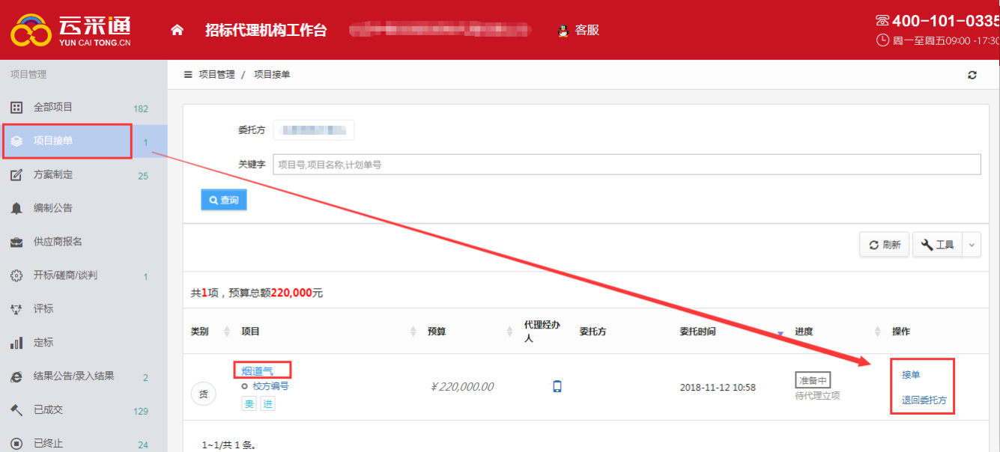 云采通
YUN CAI TONG.CN
招标代理机构工作台
客服
400-101-0335
周一至周五09:00 -17:30
项目管理
项目管理 / 项目接单
全部项目 182
项目接单 1
方案制定 25
编制公告
供应商报名
开标/磋商/谈判 1
评标
定标
结果公告/录入结果 2
已成交 129
已终止 24
委托方
关键字 项目号,项目名称,计划单号
查询
刷新 工具
共1项，预算总额220,000元
类别 项目 预算 代理经办人 委托方 委托时间 进度 操作
货
烟道气
校方编号
卖 进
￥220,000.00
2018-11-12 10:58
准备中
待代理立项
接单
退回委托方
1~1/共 1 条。